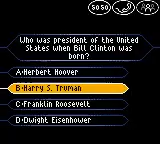 50:50
Who was president of the United
States when Bill Clinton was
born?
A•Herbert Hoover
B•Harry S. Truman
C•Franklin Roosevelt
D•Dwight Eisenhower